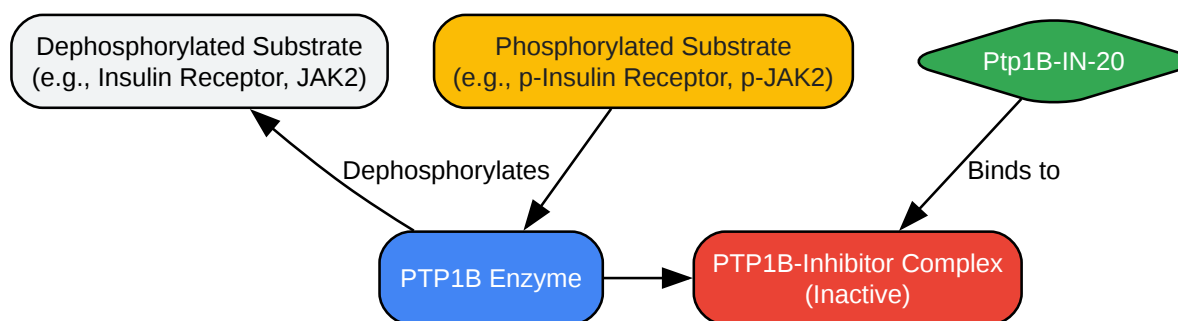 Dephosphorylated Substrate
(e.g., Insulin Receptor, JAK2)
Phosphorylated Substrate
(e.g., p-Insulin Receptor, p-JAK2)
Ptp1B-IN-20
Dephosphorylates
Binds to
PTP1B Enzyme
PTP1B-Inhibitor Complex
(Inactive)